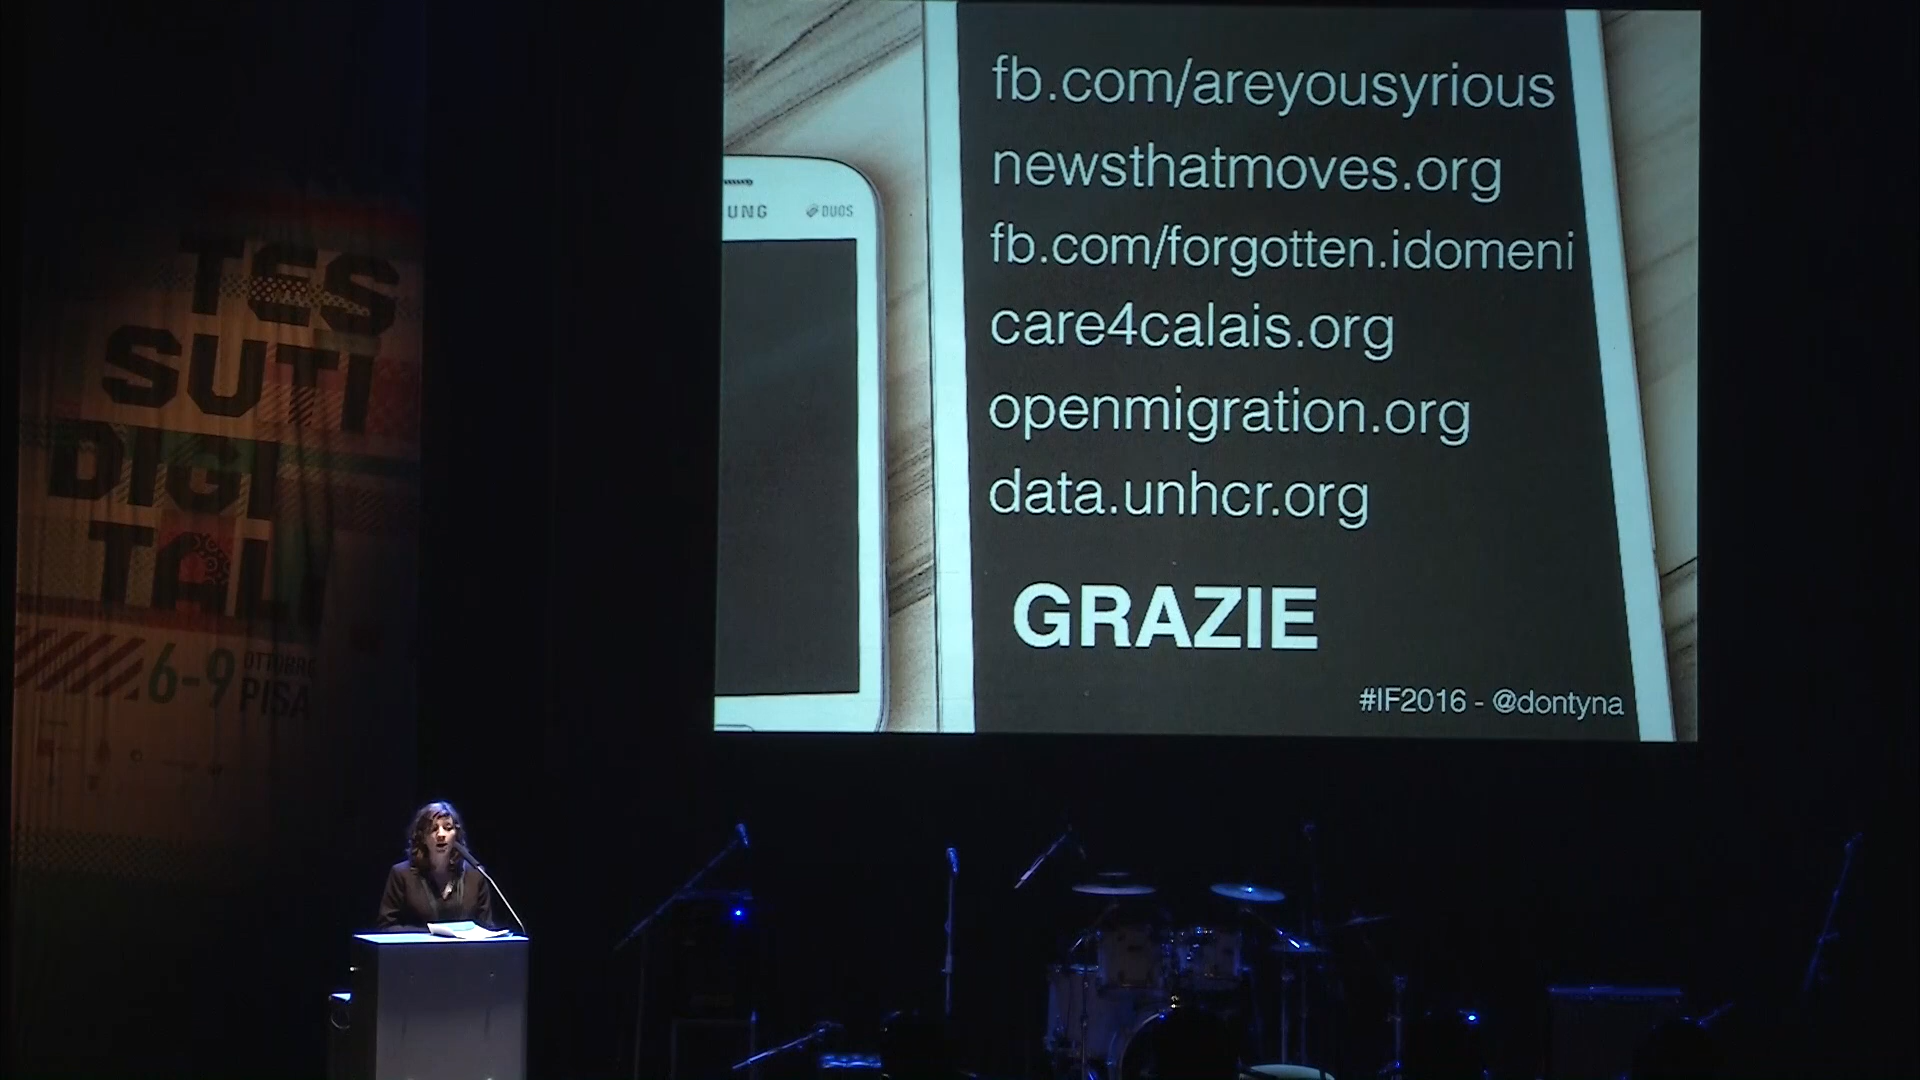 TES
SUTI
DIGI
TALI
6-9 OTTOBRE
PISA
UNG DUOS
fb.com/areyousyrious
newsthatmoves.org
fb.com/forgotten.idomeni
care4calais.org
openmigration.org
data.unhcr.org
GRAZIE
#IF2016 - @dontyna